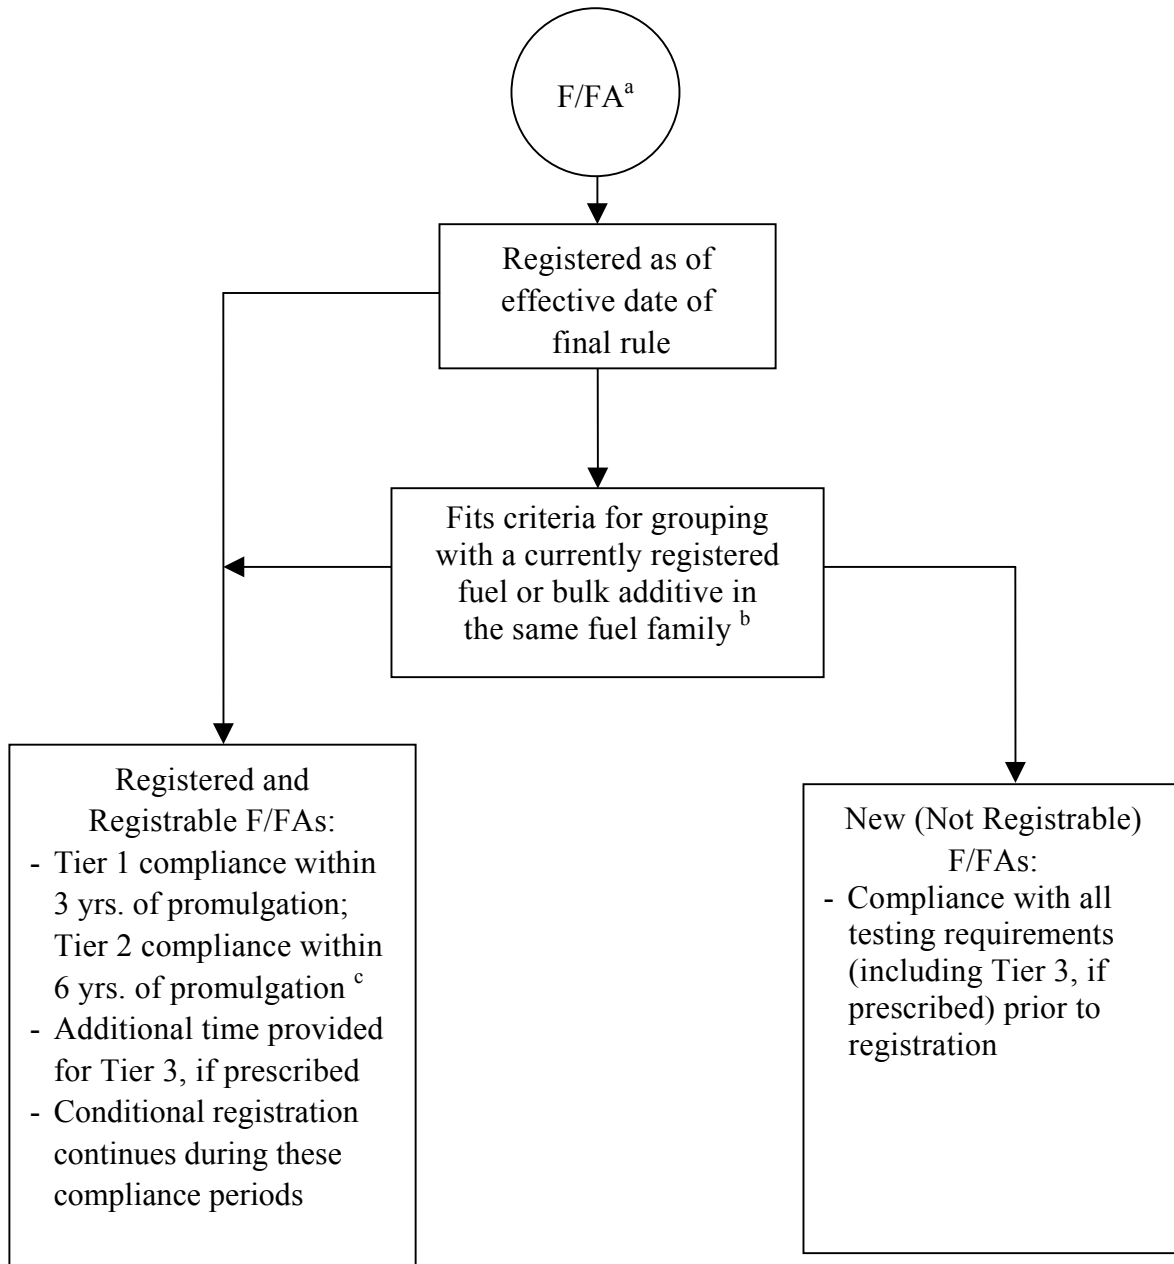 F/FAᵃ
Registered as of
effective date of
final rule
Fits criteria for grouping
with a currently registered
fuel or bulk additive in
the same fuel family ᵇ
Registered and
Registrable F/FAs:
- Tier 1 compliance within
3 yrs. of promulgation;
Tier 2 compliance within
6 yrs. of promulgation ᶜ
- Additional time provided
for Tier 3, if prescribed
- Conditional registration
continues during these
compliance periods
New (Not Registrable)
F/FAs:
- Compliance with all
testing requirements
(including Tier 3, if
prescribed) prior to
registration